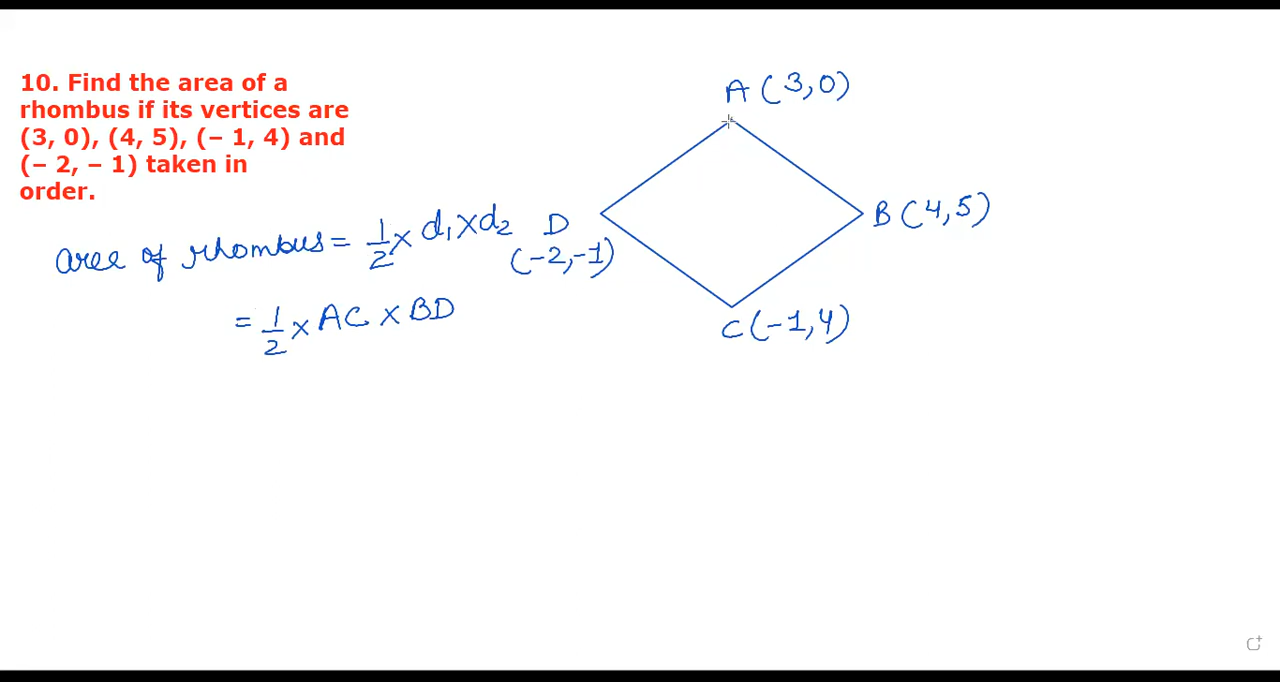 10. Find the area of a
rhombus if its vertices are
(3, 0), (4, 5), (– 1, 4) and
(– 2, – 1) taken in
order.
A (3,0)
B (4,5)
D
(-2,-1)
C (-1,4)
area of rhombus = 1/2 × d₁ × d₂
= 1/2 × AC × BD